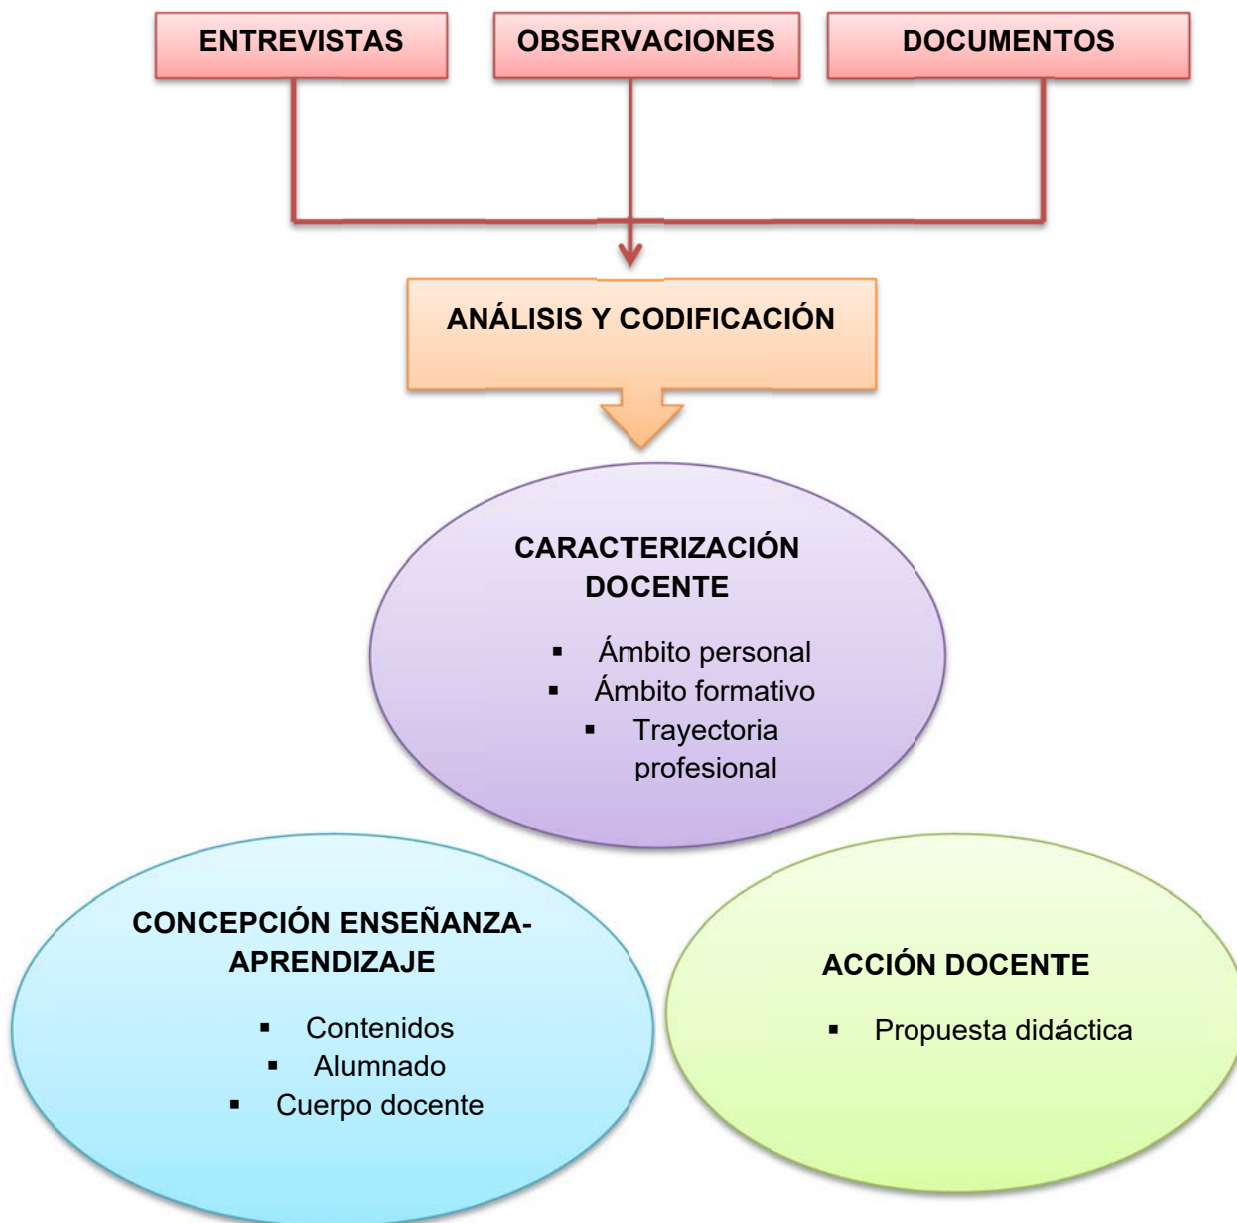 ENTREVISTAS
OBSERVACIONES
DOCUMENTOS
ANÁLISIS Y CODIFICACIÓN
CARACTERIZACIÓN
DOCENTE
▪ Ámbito personal
▪ Ámbito formativo
▪ Trayectoria
profesional
CONCEPCIÓN ENSEÑANZA-
APRENDIZAJE
▪ Contenidos
▪ Alumnado
▪ Cuerpo docente
ACCIÓN DOCENTE
▪ Propuesta didáctica